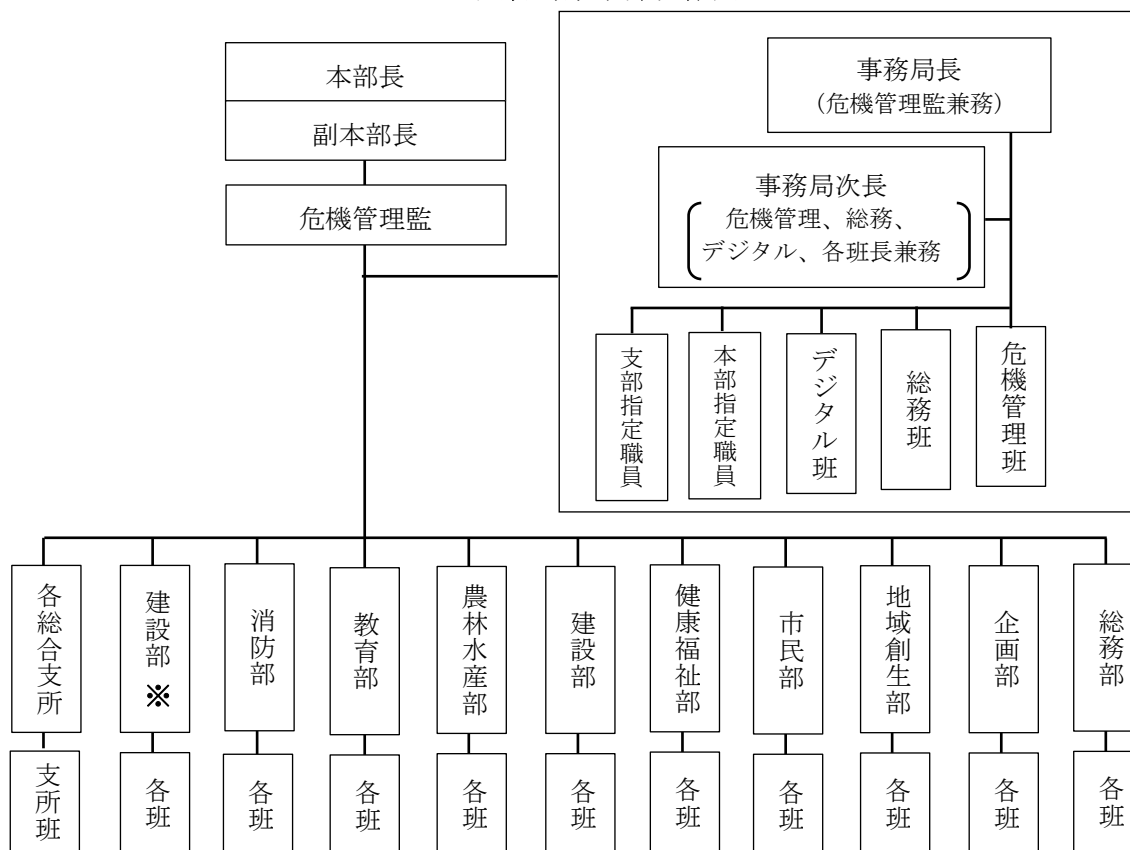 本部長
副本部長
危機管理監
事務局長
(危機管理監兼務)
事務局次長
危機管理、総務、
デジタル、各班長兼務
支部指定職員
本部指定職員
デジタル班
総務班
危機管理班
各総合支所
建設部※
消防部
教育部
農林水産部
建設部
健康福祉部
市民部
地域創生部
企画部
総務部
支所班
各班
各班
各班
各班
各班
各班
各班
各班
各班
各班